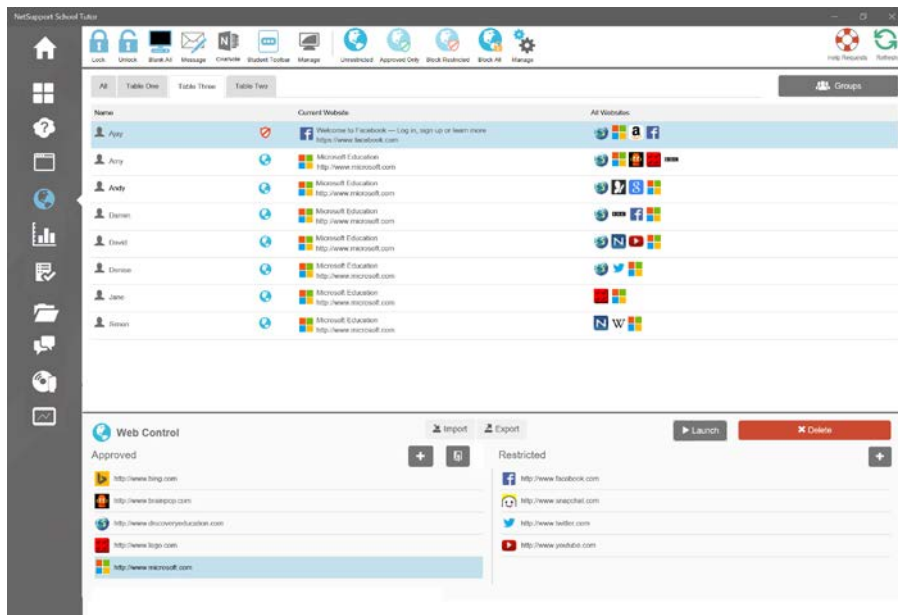 NetSupport School Tutor
Lock Unlock Blank All Message Console Student Toolbar Manage Unrestricted Approved Only Block Restricted Block All Manage Help Requests Refresh
All Table One Table Three Table Two Groups
Name Current Website All Websites
Ajay Welcome to Facebook — Log in, sign up or learn more
https://www.facebook.com
Amy Microsoft Education
http://www.microsoft.com
Andy Microsoft Education
http://www.microsoft.com
Darren Microsoft Education
http://www.microsoft.com
David Microsoft Education
http://www.microsoft.com
Denise Microsoft Education
http://www.microsoft.com
Jane Microsoft Education
http://www.microsoft.com
Simon Microsoft Education
http://www.microsoft.com
Web Control Import Export Launch Delete
Approved Restricted
http://www.bing.com http://www.facebook.com
http://www.brainpop.com http://www.snapchat.com
http://www.discoveryeducation.com http://www.twitter.com
http://www.lego.com http://www.youtube.com
http://www.microsoft.com